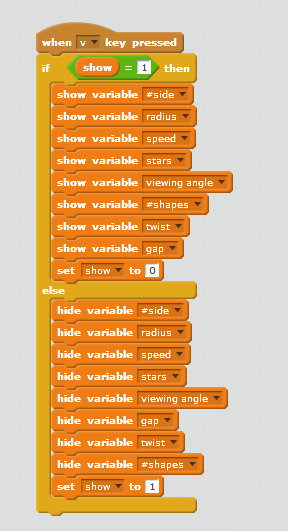 when v key pressed
if show = 1 then
show variable #side
show variable radius
show variable speed
show variable stars
show variable viewing angle
show variable #shapes
show variable twist
show variable gap
set show to 0
else
hide variable #side
hide variable radius
hide variable speed
hide variable stars
hide variable viewing angle
hide variable gap
hide variable twist
hide variable #shapes
set show to 1